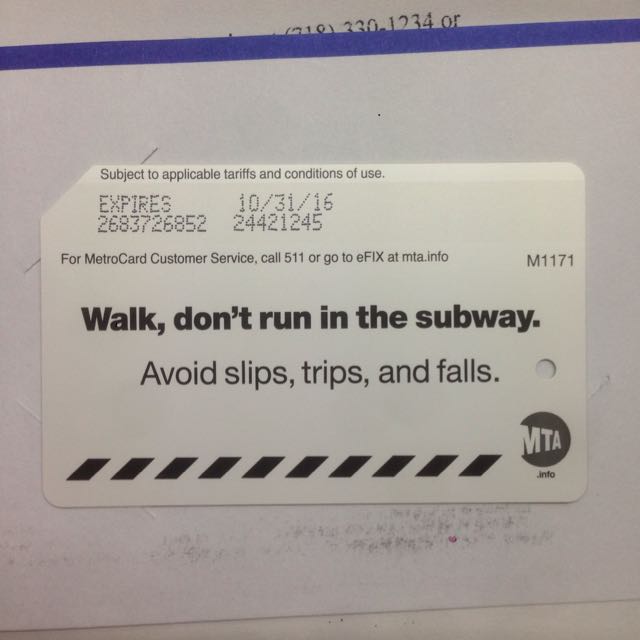 (718) 330-1234 or
Subject to applicable tariffs and conditions of use.
EXPIRES 10/31/16
2683726852 24421245
For MetroCard Customer Service, call 511 or go to eFIX at mta.info
M1171
Walk, don't run in the subway.
Avoid slips, trips, and falls.
MTA
.info